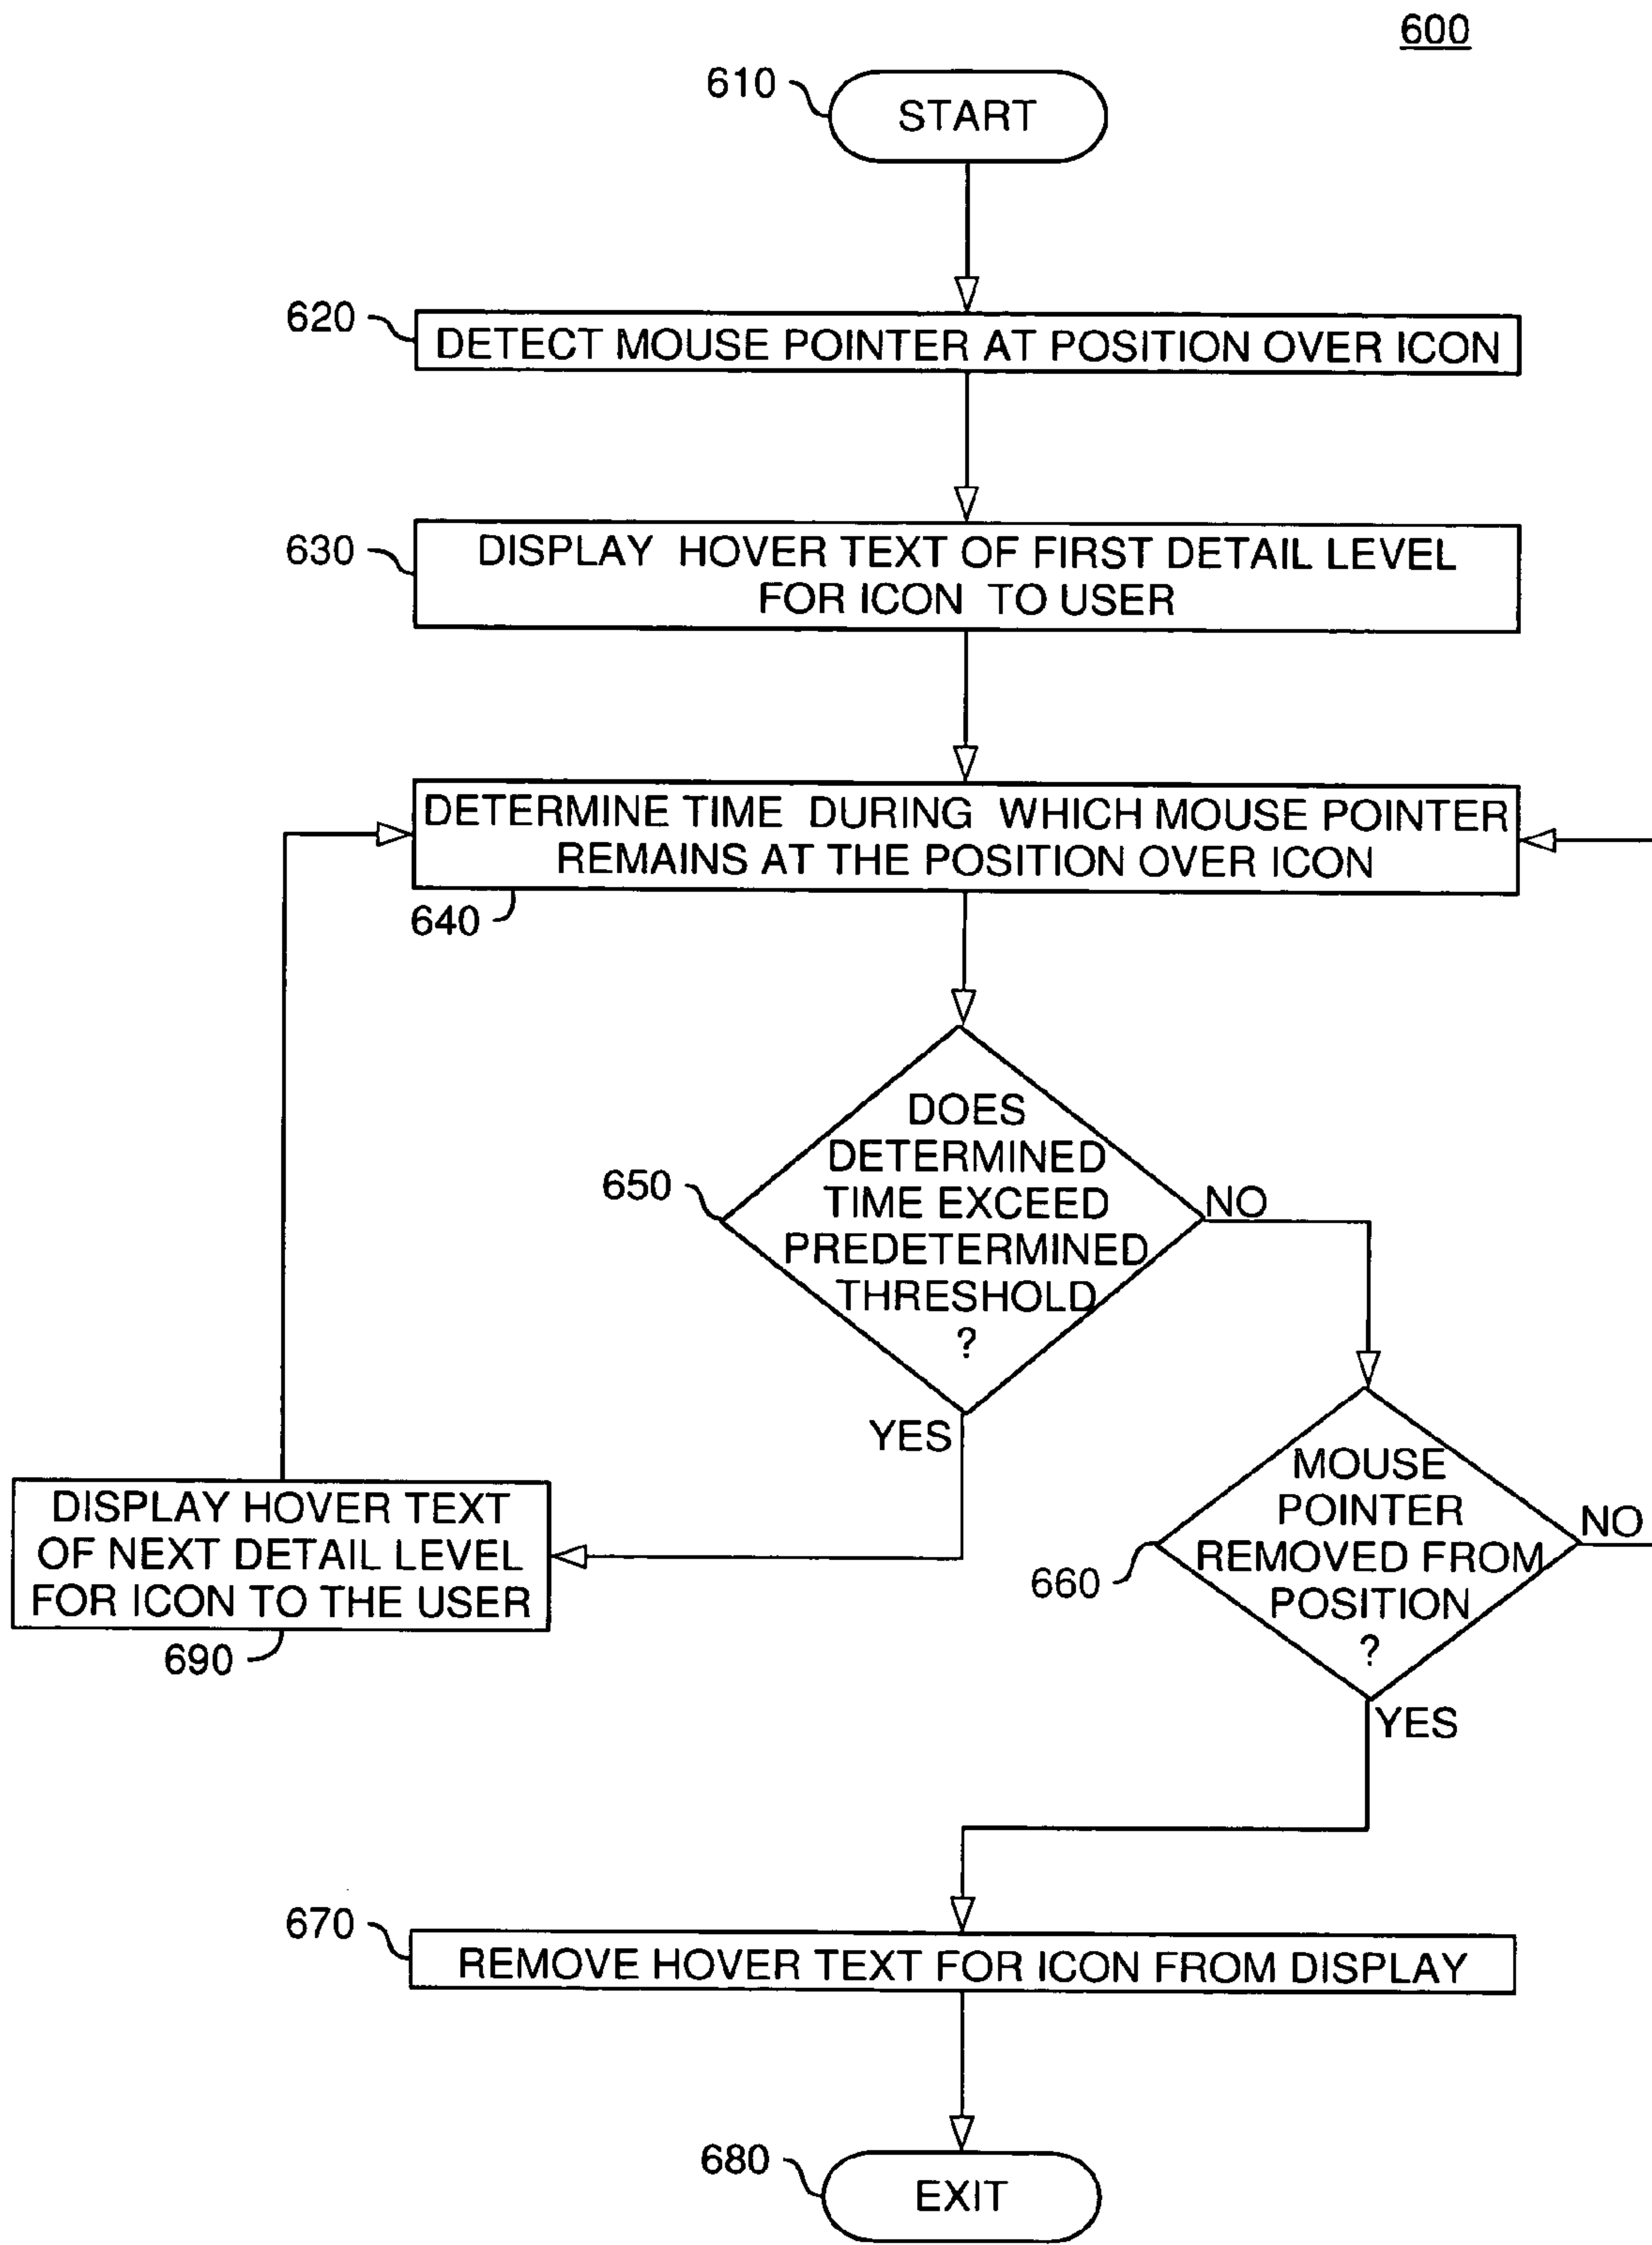 600
610
START
620
DETECT MOUSE POINTER AT POSITION OVER ICON
630
DISPLAY HOVER TEXT OF FIRST DETAIL LEVEL
FOR ICON TO USER
DETERMINE TIME DURING WHICH MOUSE POINTER
REMAINS AT THE POSITION OVER ICON
640
DOES
DETERMINED
TIME EXCEED
PREDETERMINED
THRESHOLD
?
650
NO
YES
MOUSE
POINTER
REMOVED FROM
POSITION
?
660
NO
YES
DISPLAY HOVER TEXT
OF NEXT DETAIL LEVEL
FOR ICON TO THE USER
690
670
REMOVE HOVER TEXT FOR ICON FROM DISPLAY
680
EXIT